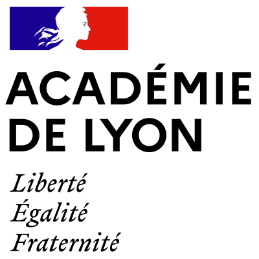 ACADÉMIE
DE LYON
Liberté
Égalité
Fraternité